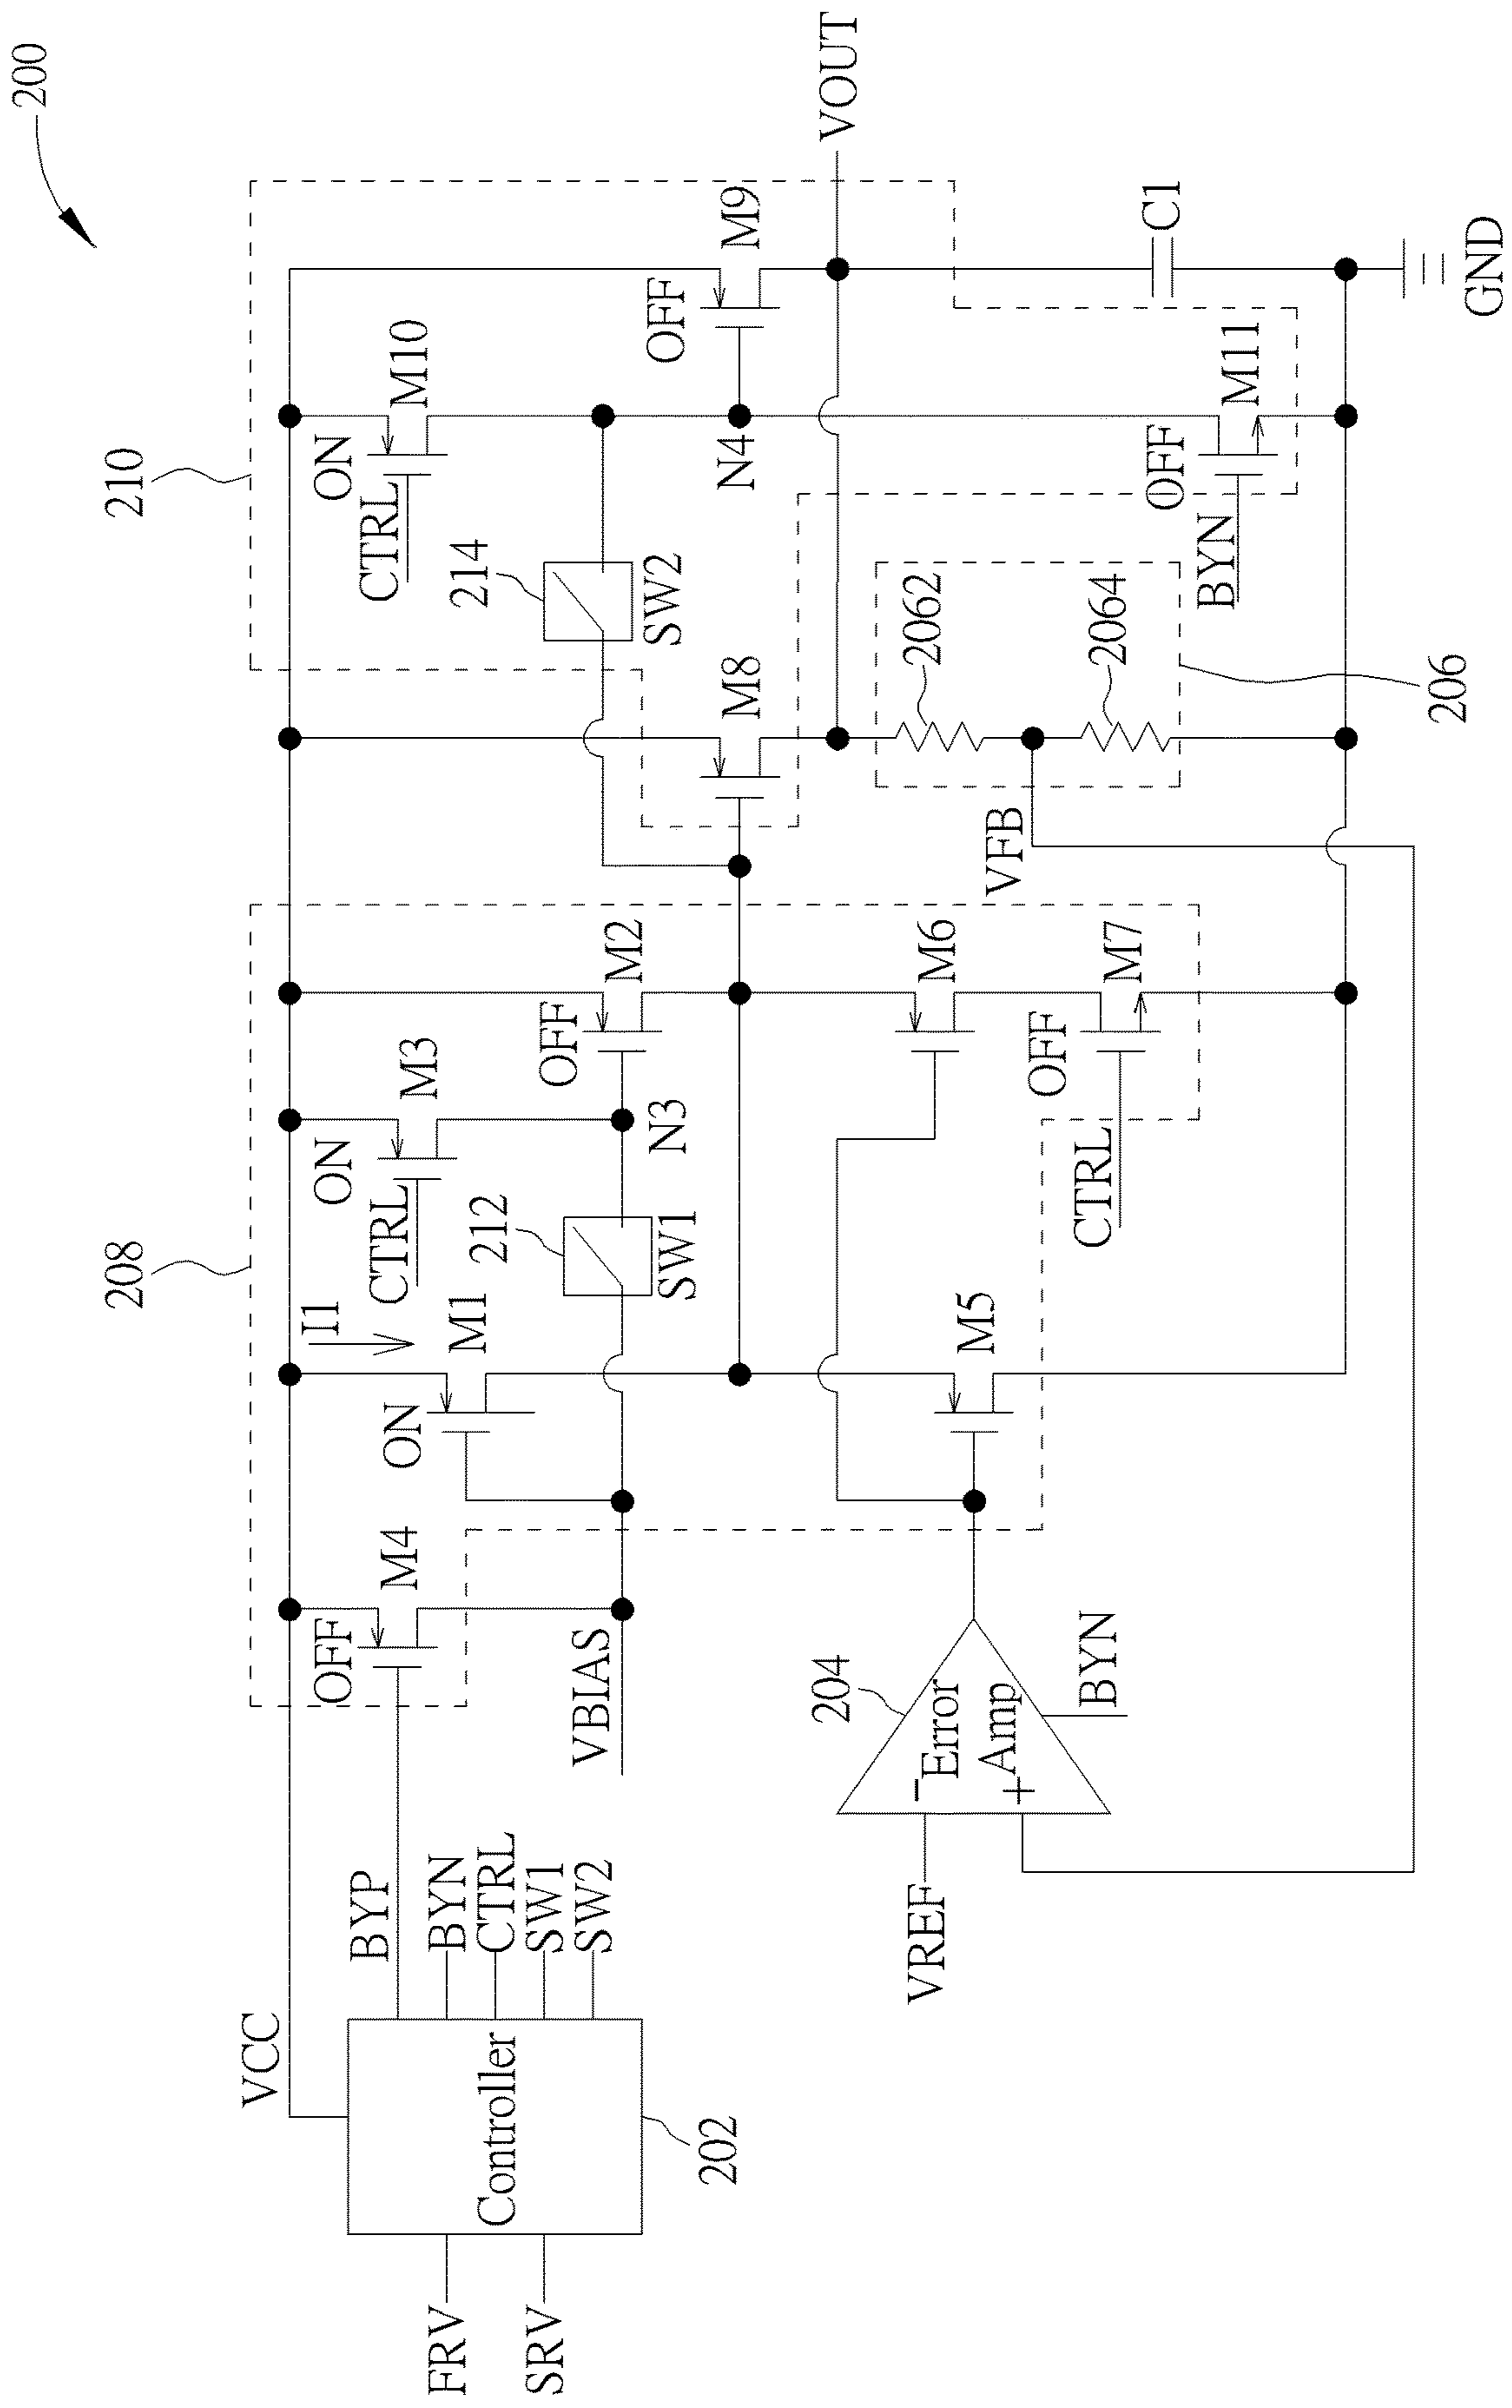 200
VCC
FRV
SRV
Controller
202
BYP
BYN
CTRL
SW1
SW2
208
OFF
M4
VBIAS
I1
ON
M1
CTRL
ON
M3
212
SW1
N3
OFF
M2
VREF
204
Error
Amp
−
+
BYN
M5
M6
OFF
M7
CTRL
210
ON
M10
CTRL
214
SW2
M8
OFF
M9
N4
VOUT
VFB
2062
2064
206
OFF
M11
BYN
C1
GND